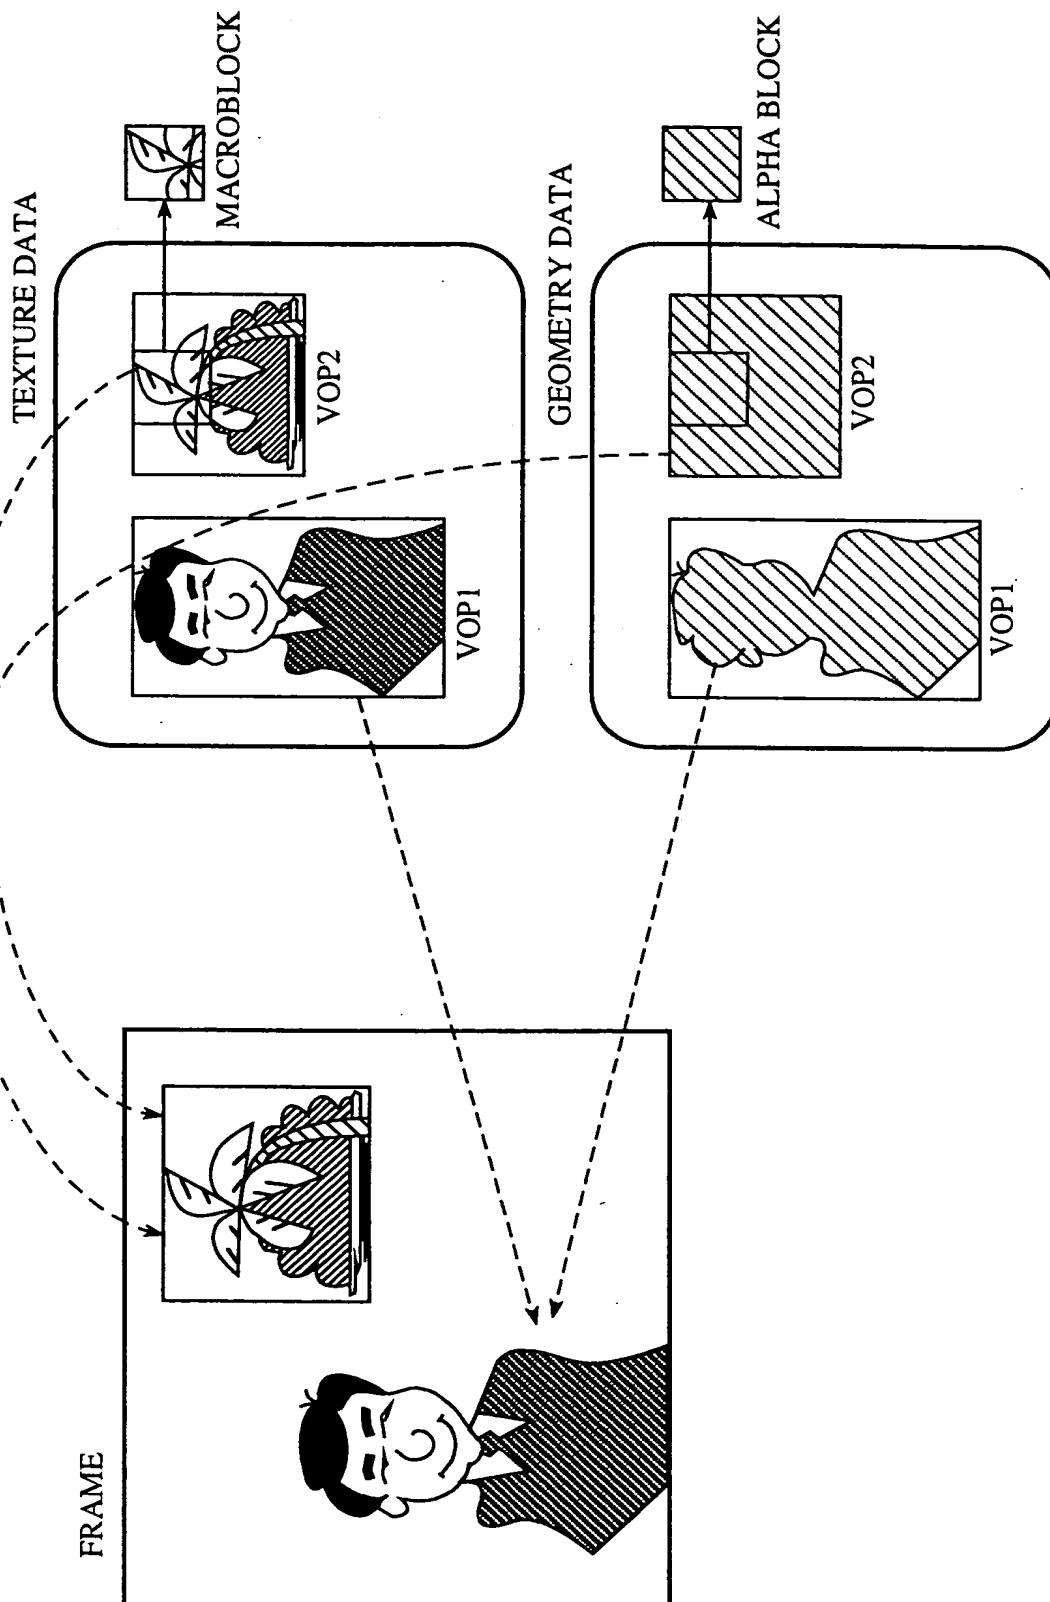 FRAME
TEXTURE DATA
VOP1
VOP2
MACROBLOCK
GEOMETRY DATA
VOP1
VOP2
ALPHA BLOCK